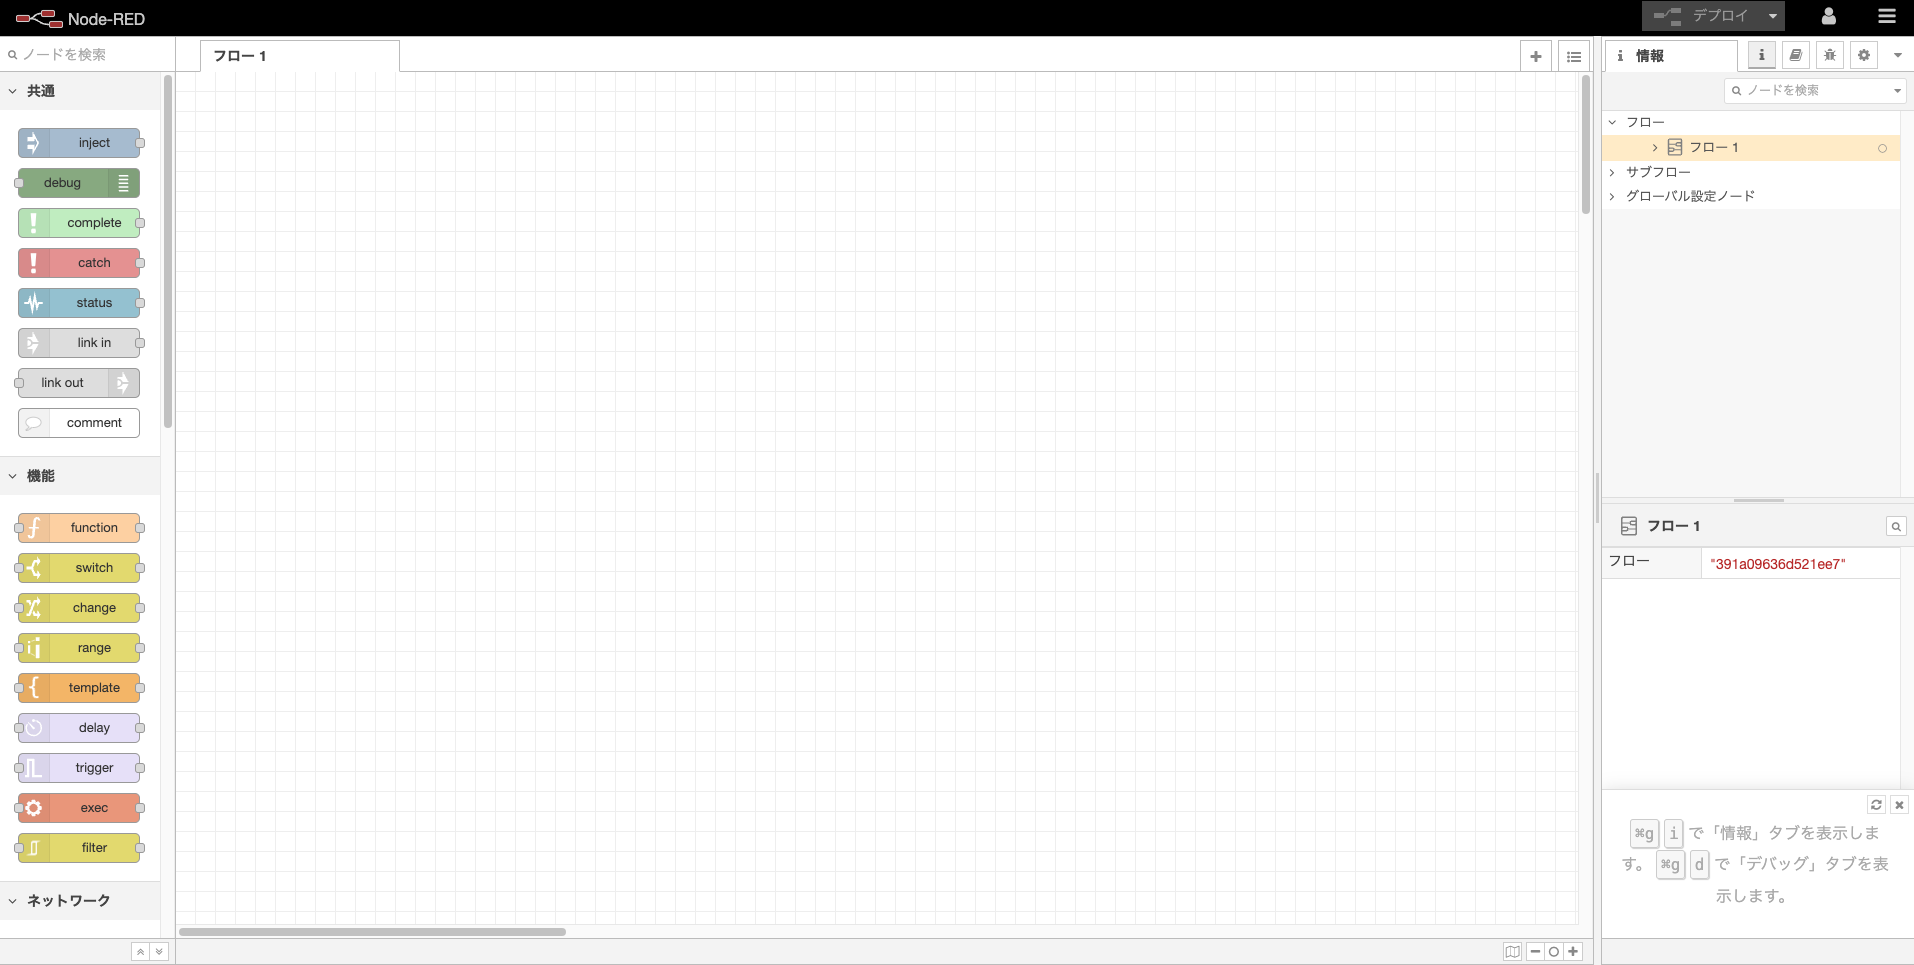 Node-RED
デプロイ
ノードを検索
フロー 1
情報
共通
inject
debug
complete
catch
status
link in
link out
comment
機能
function
switch
change
range
template
delay
trigger
exec
filter
ネットワーク
ノードを検索
フロー
フロー 1
サブフロー
グローバル設定ノード
フロー 1
フロー "391a09636d521ee7"
⌘g i で「情報」タブを表示しま
す。 ⌘g d で「デバッグ」タブを表
示します。